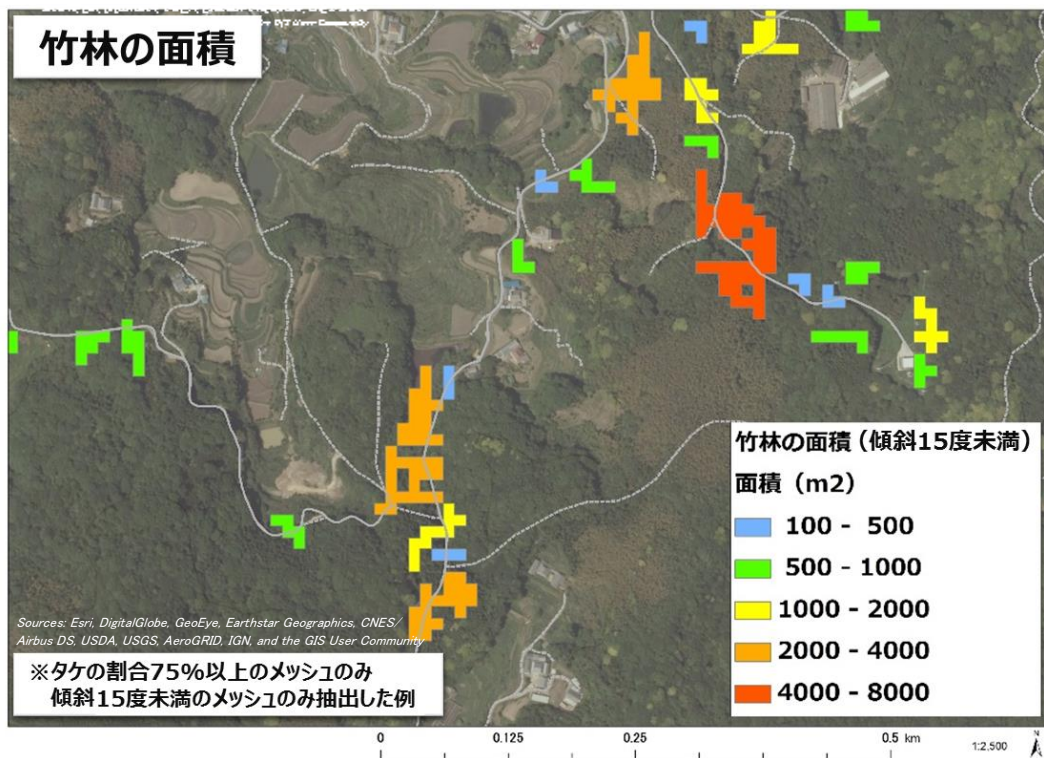 竹林の面積
竹林の面積（傾斜15度未満）
面積（m2）
100 - 500
500 - 1000
1000 - 2000
2000 - 4000
4000 - 8000
Sources: Esri, DigitalGlobe, GeoEye, Earthstar Geographics, CNES/
Airbus DS, USDA, USGS, AeroGRID, IGN, and the GIS User Community
※タケの割合75%以上のメッシュのみ
傾斜15度未満のメッシュのみ抽出した例
0 0.125 0.25 0.5 km
1:2,500
N